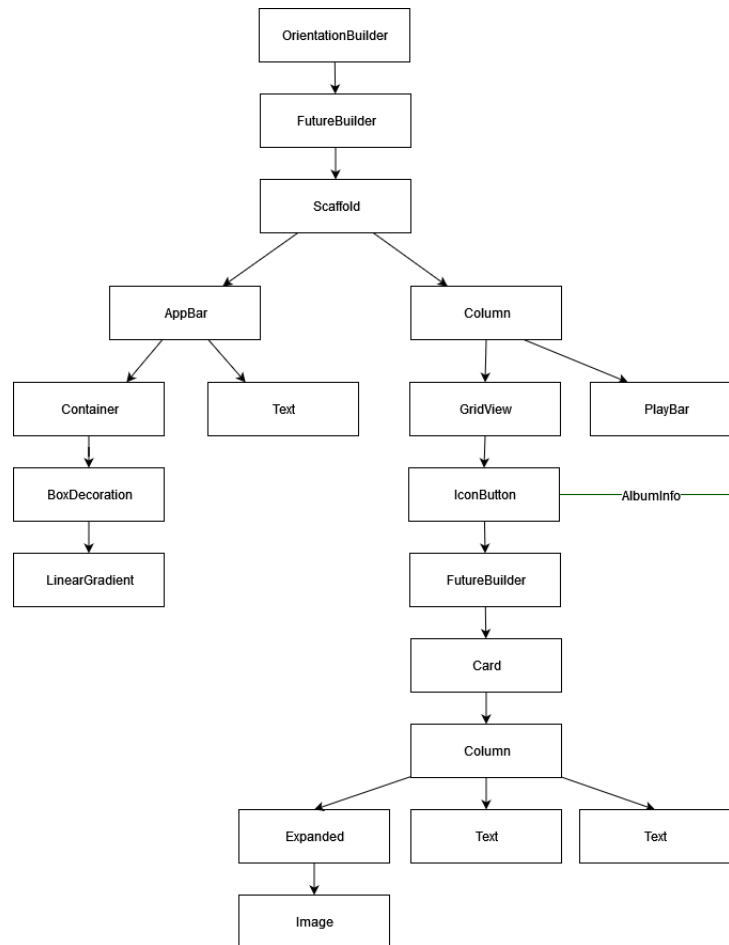 OrientationBuilder
FutureBuilder
Scaffold
AppBar
Column
Container
Text
GridView
PlayBar
BoxDecoration
IconButton
AlbumInfo
LinearGradient
FutureBuilder
Card
Column
Expanded
Text
Text
Image